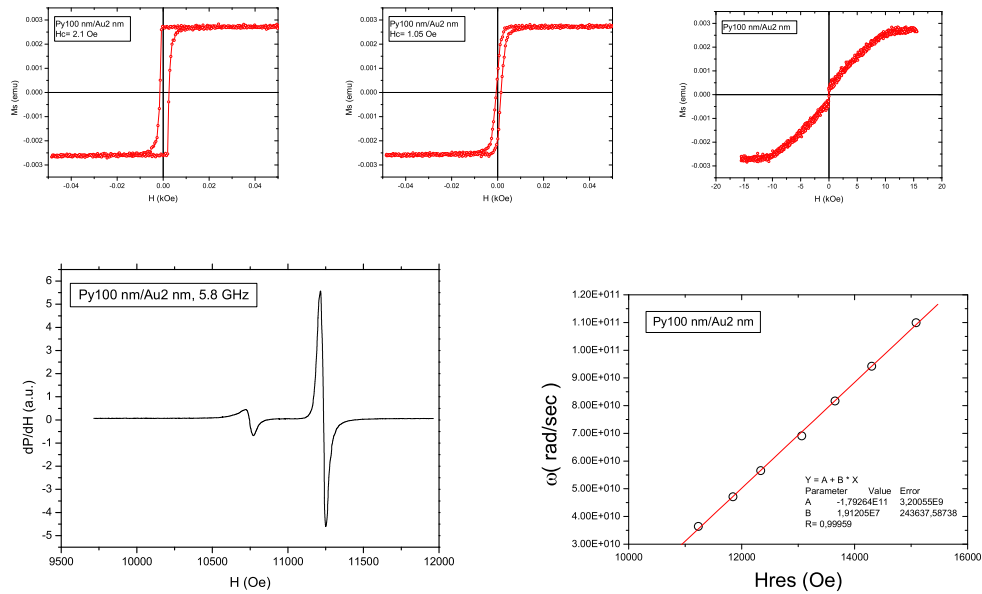 Py100 nm/Au2 nm
Hc= 2.1 Oe
0.003
0.002
0.001
0.000
-0.001
-0.002
-0.003
Ms (emu)
-0.04
-0.02
0.00
0.02
0.04
H (kOe)
Py100 nm/Au2 nm
Hc= 1.05 Oe
0.003
0.002
0.001
0.000
-0.001
-0.002
-0.003
Ms (emu)
-0.04
-0.02
0.00
0.02
0.04
H (kOe)
Py100 nm/Au2 nm
0.003
0.002
0.001
0.000
-0.001
-0.002
-0.003
Ms (emu)
-20
-15
-10
-5
0
5
10
15
20
H (kOe)
Py100 nm/Au2 nm, 5.8 GHz
6
5
4
3
2
1
0
-1
-2
-3
-4
-5
dP/dH (a.u.)
9500
10000
10500
11000
11500
12000
H (Oe)
Py100 nm/Au2 nm
1.20E+011
1.10E+011
1.00E+011
9.00E+010
8.00E+010
7.00E+010
6.00E+010
5.00E+010
4.00E+010
3.00E+010
ω( rad/sec )
Y = A + B * X
Parameter Value Error
A -1,79264E11 3,20055E9
B 1,91205E7 243637,58738
R= 0,99959
10000
12000
14000
16000
Hres (Oe)